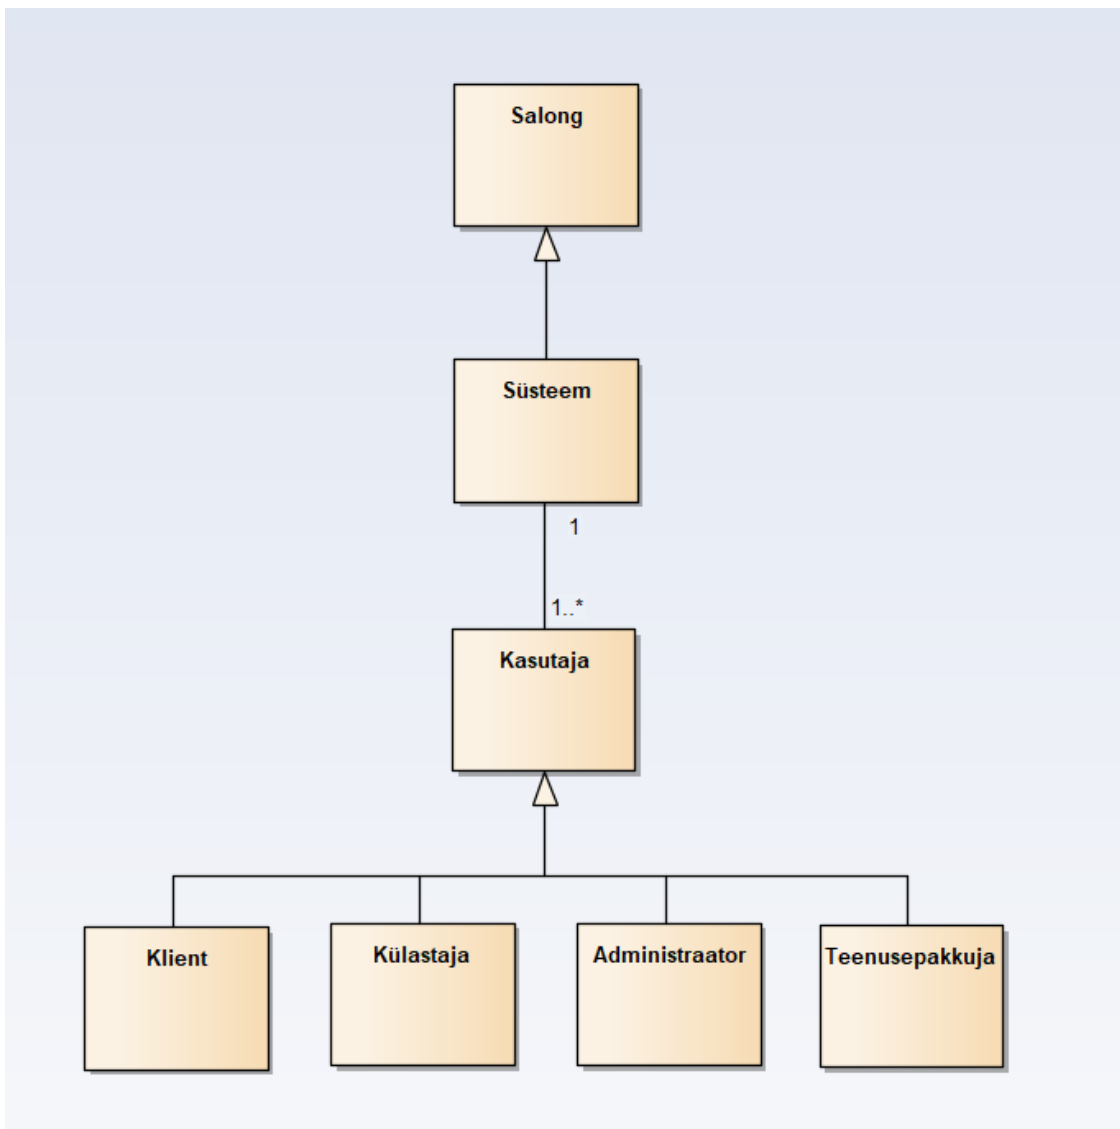 Salong
Süsteem
1
1..*
Kasutaja
Klient
Külastaja
Administraator
Teenusepakkuja